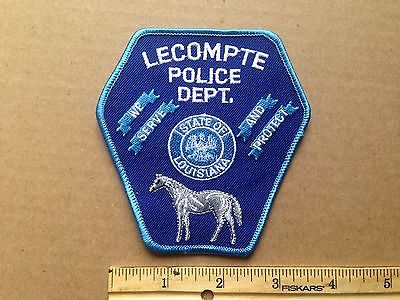 LECOMPTE
POLICE
DEPT.
WE
SERVE
AND
PROTECT
STATE OF
LOUISIANA
1
2
3
4
5
FISKARS